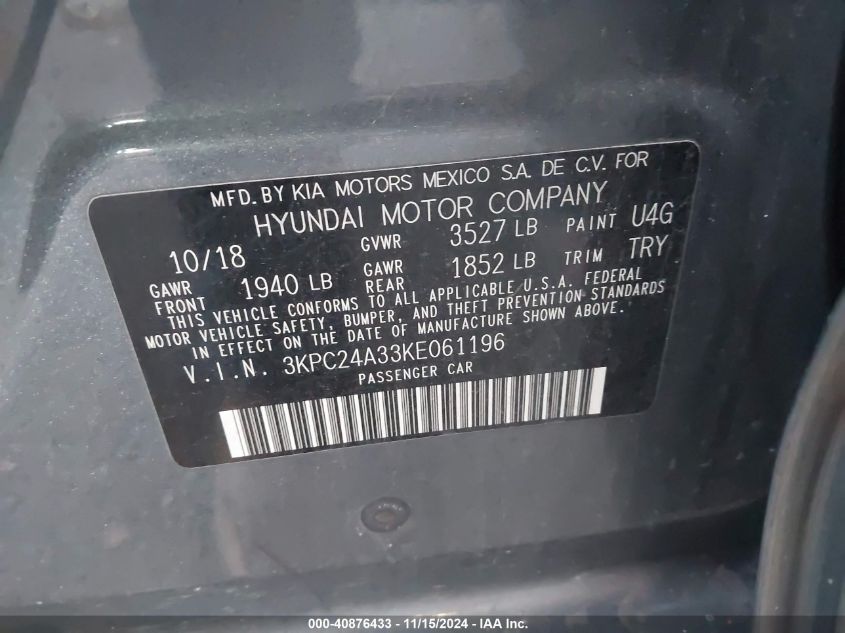 MFD. BY KIA MOTORS MEXICO S.A. DE C.V. FOR
HYUNDAI MOTOR COMPANY
10/18 GVWR 3527 LB PAINT U4G
GAWR FRONT 1940 LB GAWR REAR 1852 LB TRIM TRY
THIS VEHICLE CONFORMS TO ALL APPLICABLE U.S.A. FEDERAL
MOTOR VEHICLE SAFETY, BUMPER, AND THEFT PREVENTION STANDARDS
IN EFFECT ON THE DATE OF MANUFACTURE SHOWN ABOVE.
V.I.N. 3KPC24A33KE061196
PASSENGER CAR
000-40876433 - 11/15/2024 - IAA, Inc.